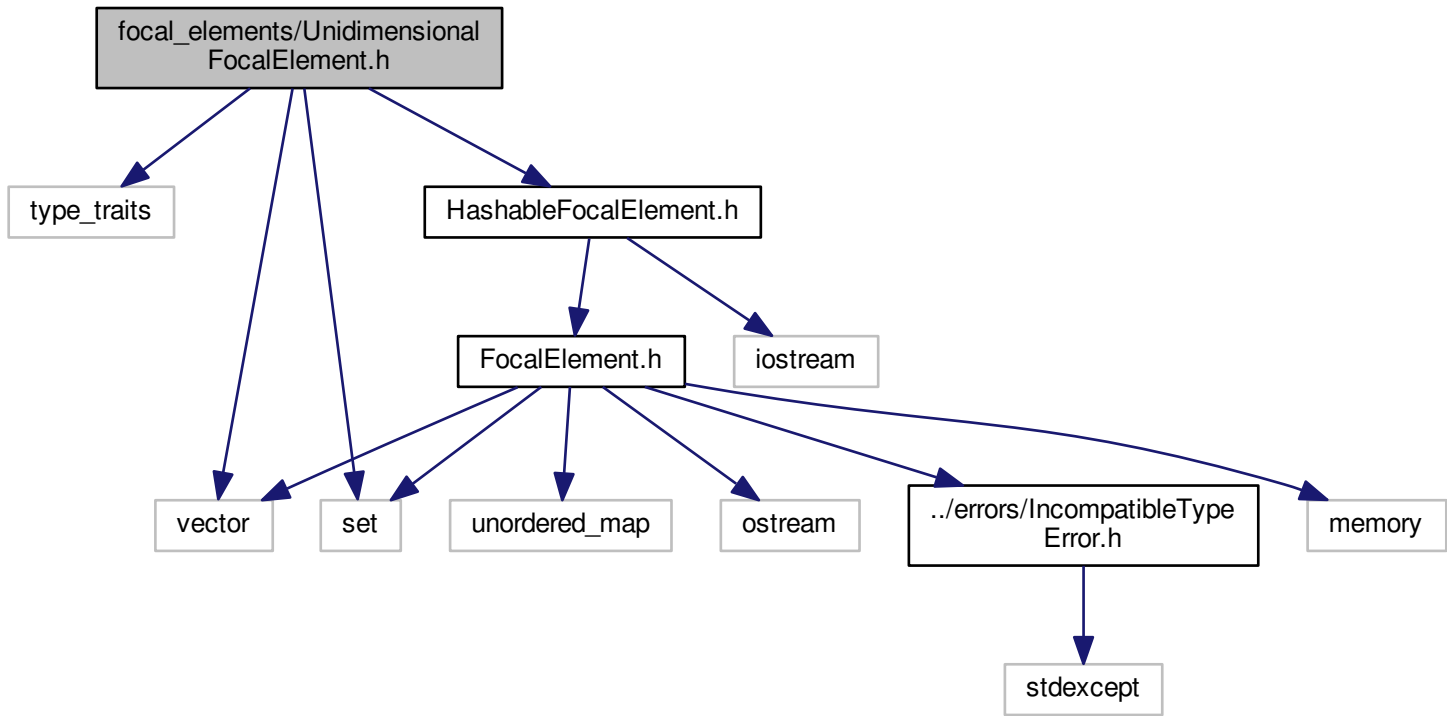 focal_elements/Unidimensional
FocalElement.h
type_traits
HashableFocalElement.h
FocalElement.h
iostream
vector
set
unordered_map
ostream
../errors/IncompatibleType
Error.h
memory
stdexcept